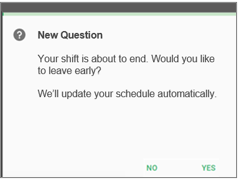 New Question
Your shift is about to end. Would you like
to leave early?
We'll update your schedule automatically.
NO YES